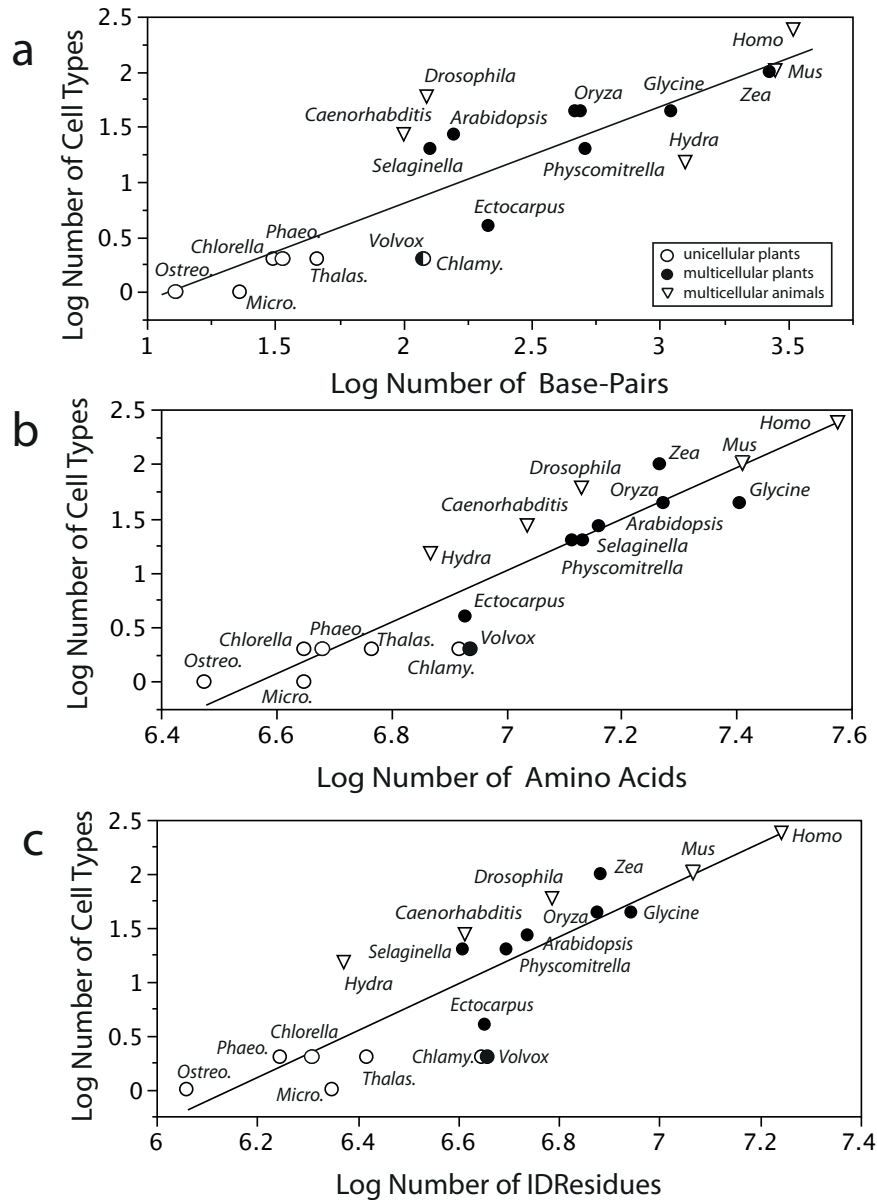 a
Log Number of Cell Types
2.5
2
1.5
1
0.5
0
Homo
Mus
Zea
Glycine
Oryza
Drosophila
Caenorhabditis
Arabidopsis
Selaginella
Physcomitrella
Hydra
Ectocarpus
Phaeo.
Chlorella
Volvox
Chlamy.
Thalas.
Ostreo.
Micro.
unicellular plants
multicellular plants
multicellular animals
1 1.5 2 2.5 3 3.5
Log Number of Base-Pairs
b
Log Number of Cell Types
2.5
2
1.5
1
0.5
0
Homo
Zea
Mus
Drosophila
Oryza
Glycine
Caenorhabditis
Arabidopsis
Selaginella
Hydra
Physcomitrella
Ectocarpus
Chlorella
Phaeo.
Thalas.
Volvox
Chlamy.
Ostreo.
Micro.
6.4 6.6 6.8 7 7.2 7.4 7.6
Log Number of Amino Acids
c
Log Number of Cell Types
2.5
2
1.5
1
0.5
0
Homo
Mus
Zea
Drosophila
Caenorhabditis
Oryza
Glycine
Selaginella
Arabidopsis
Physcomitrella
Hydra
Ectocarpus
Chlorella
Phaeo.
Chlamy.
Volvox
Ostreo.
Thalas.
Micro.
6 6.2 6.4 6.6 6.8 7 7.2 7.4
Log Number of IDResidues